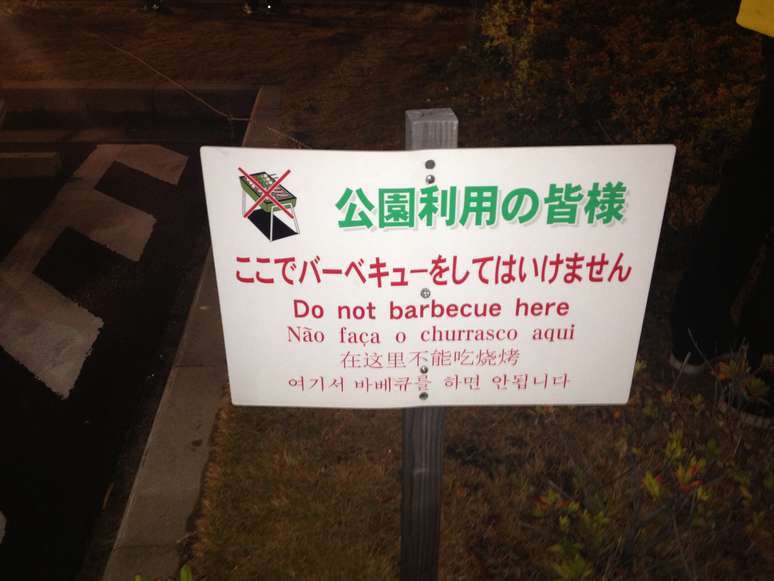 公園利用の皆様
ここでバーベキューをしてはいけません
Do not barbecue here
Não faça o churrasco aqui
在这里不能吃烧烤
여기서 바베큐를 하면 안됩니다